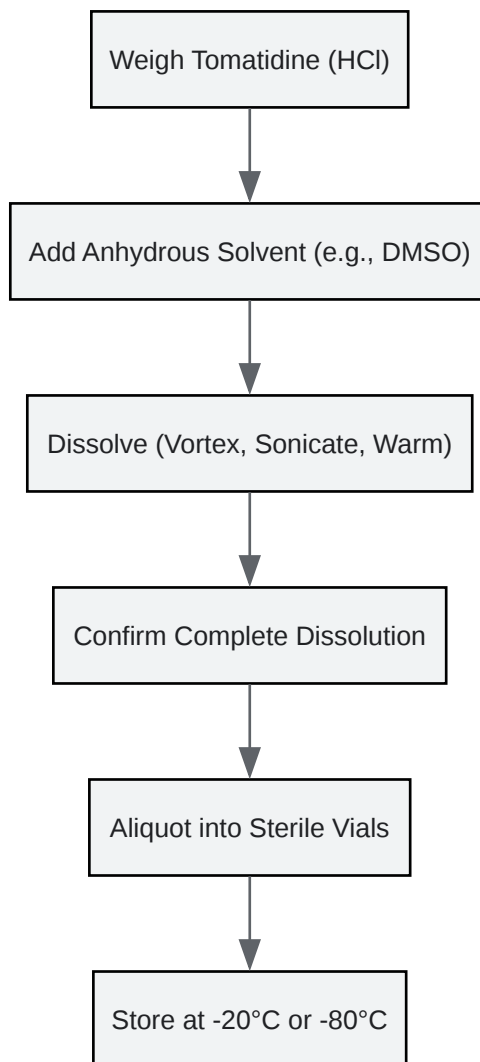 Weigh Tomatidine (HCl)
Add Anhydrous Solvent (e.g., DMSO)
Dissolve (Vortex, Sonicate, Warm)
Confirm Complete Dissolution
Aliquot into Sterile Vials
Store at -20°C or -80°C